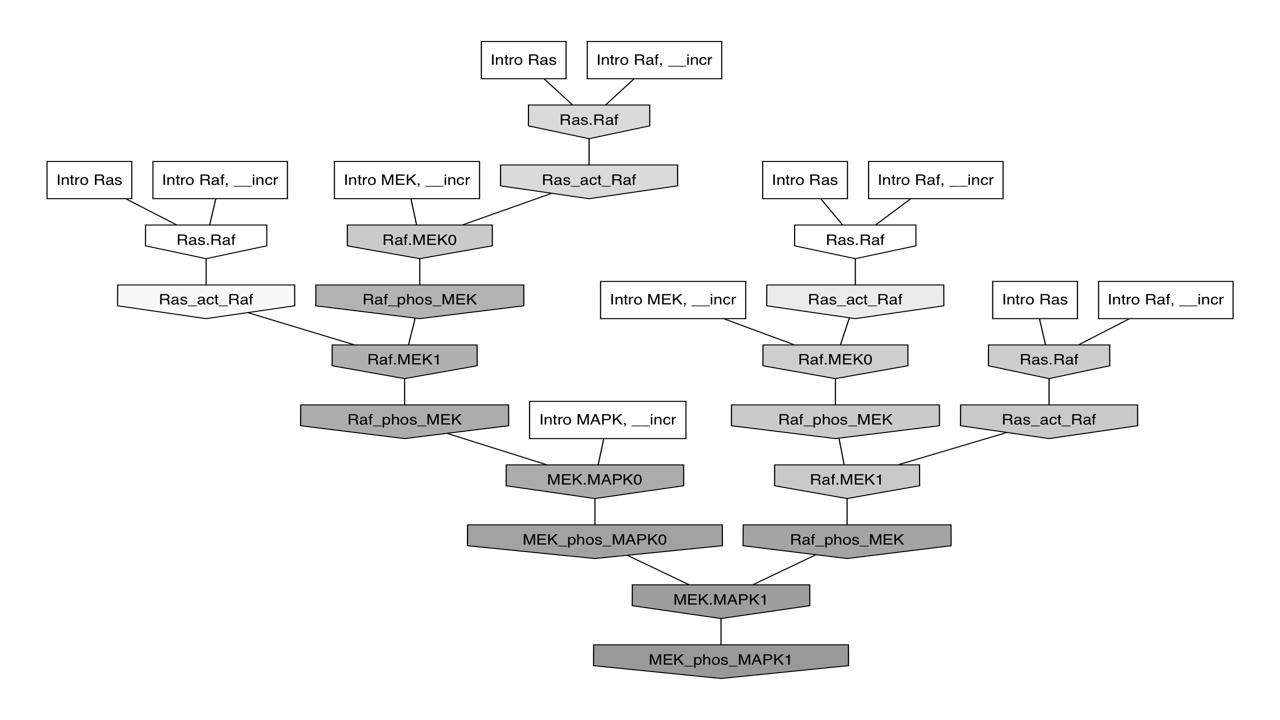 Intro Ras
Intro Raf, __incr
Ras.Raf
Intro Ras
Intro Raf, __incr
Intro MEK, __incr
Ras_act_Raf
Intro Ras
Intro Raf, __incr
Ras.Raf
Raf.MEK0
Ras.Raf
Ras_act_Raf
Raf_phos_MEK
Intro MEK, __incr
Ras_act_Raf
Intro Ras
Intro Raf, __incr
Raf.MEK1
Raf.MEK0
Ras.Raf
Raf_phos_MEK
Intro MAPK, __incr
Raf_phos_MEK
Ras_act_Raf
MEK.MAPK0
Raf.MEK1
MEK_phos_MAPK0
Raf_phos_MEK
MEK.MAPK1
MEK_phos_MAPK1